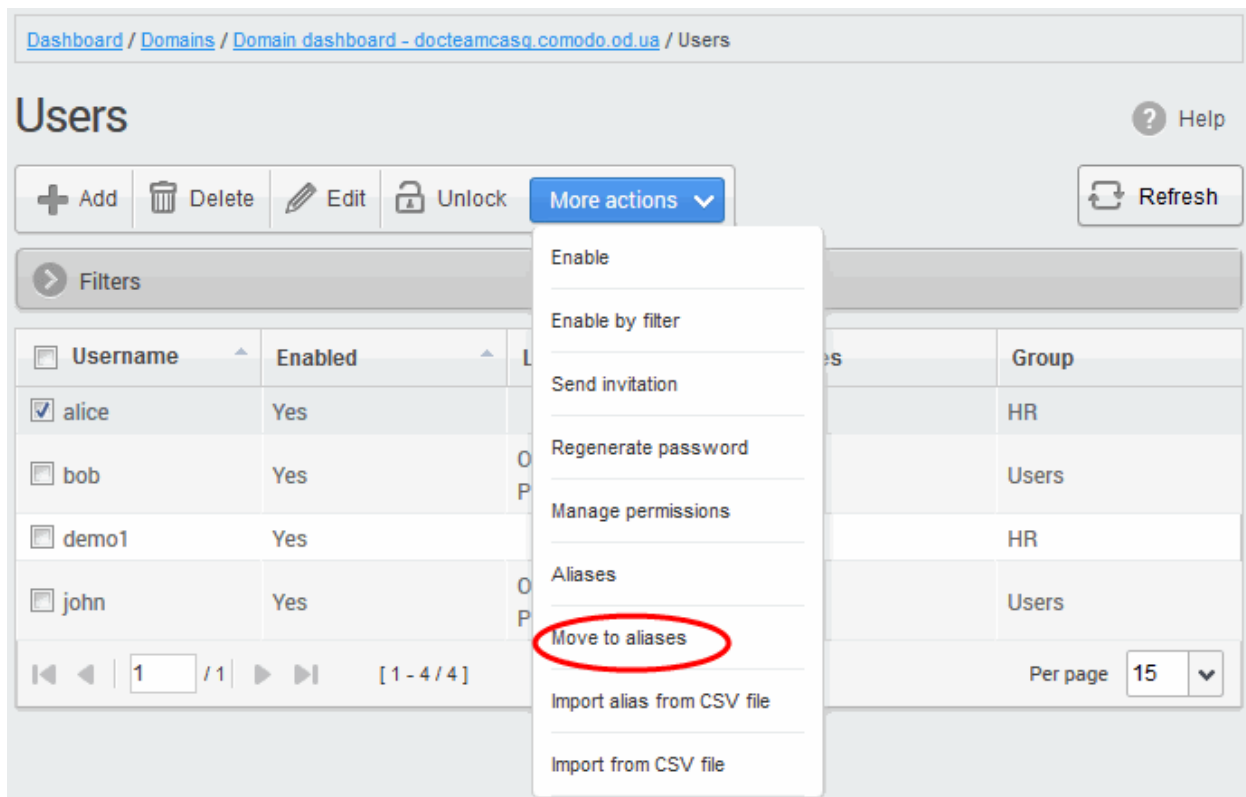 Dashboard / Domains / Domain dashboard - docteamcasg.comodo.od.ua / Users
Users
? Help
Add Delete Edit Unlock More actions Refresh
Filters
Enable
Enable by filter
Send invitation
Regenerate password
Manage permissions
Aliases
Move to aliases
Import alias from CSV file
Import from CSV file
Username Enabled Group
alice Yes HR
bob Yes Users
demo1 Yes HR
john Yes Users
1 / 1 [ 1 - 4 / 4 ] Per page 15